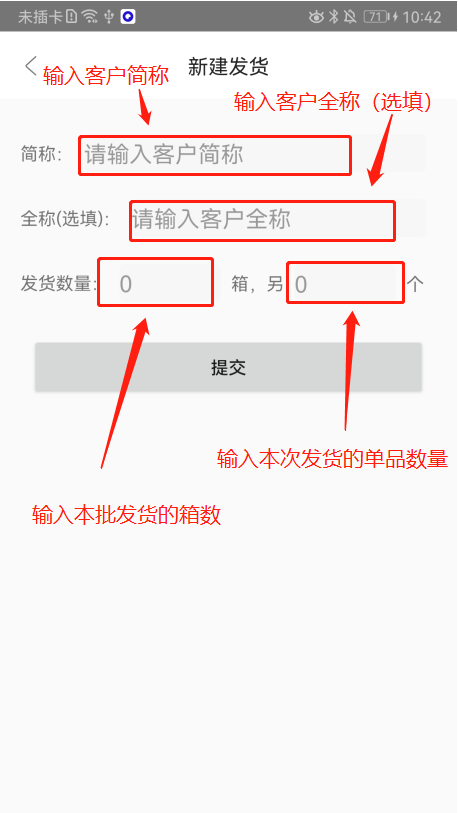 未插卡 71 10:42
输入客户简称 新建发货
输入客户全称（选填）
简称： 请输入客户简称
全称(选填)： 请输入客户全称
发货数量: 0 箱，另 0 个
提交
输入本次发货的单品数量
输入本批发货的箱数